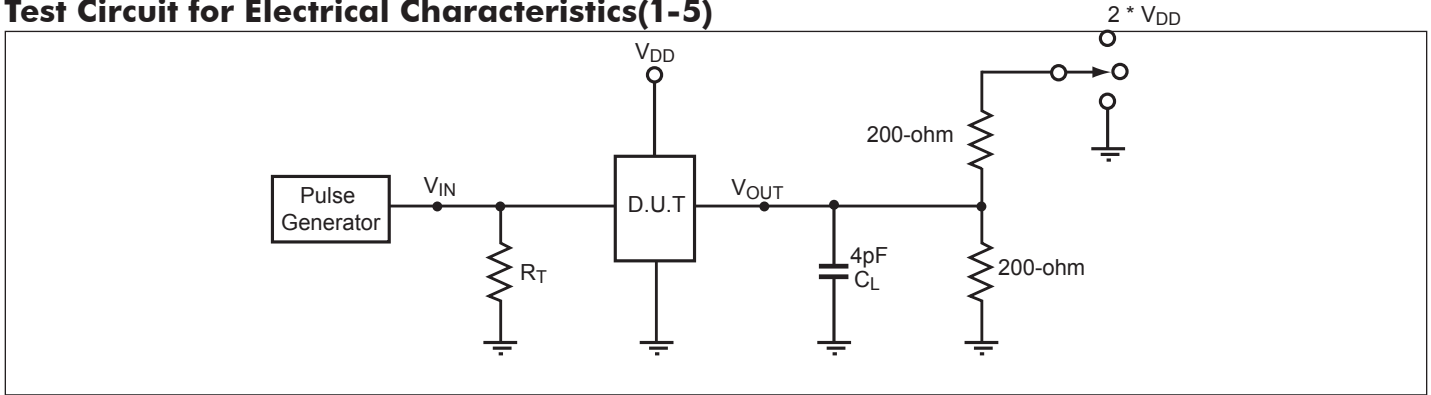 Test Circuit for Electrical Characteristics(1-5)
2 * VDD
VDD
200-ohm
Pulse
Generator
VIN
D.U.T
VOUT
4pF
CL
RT
200-ohm